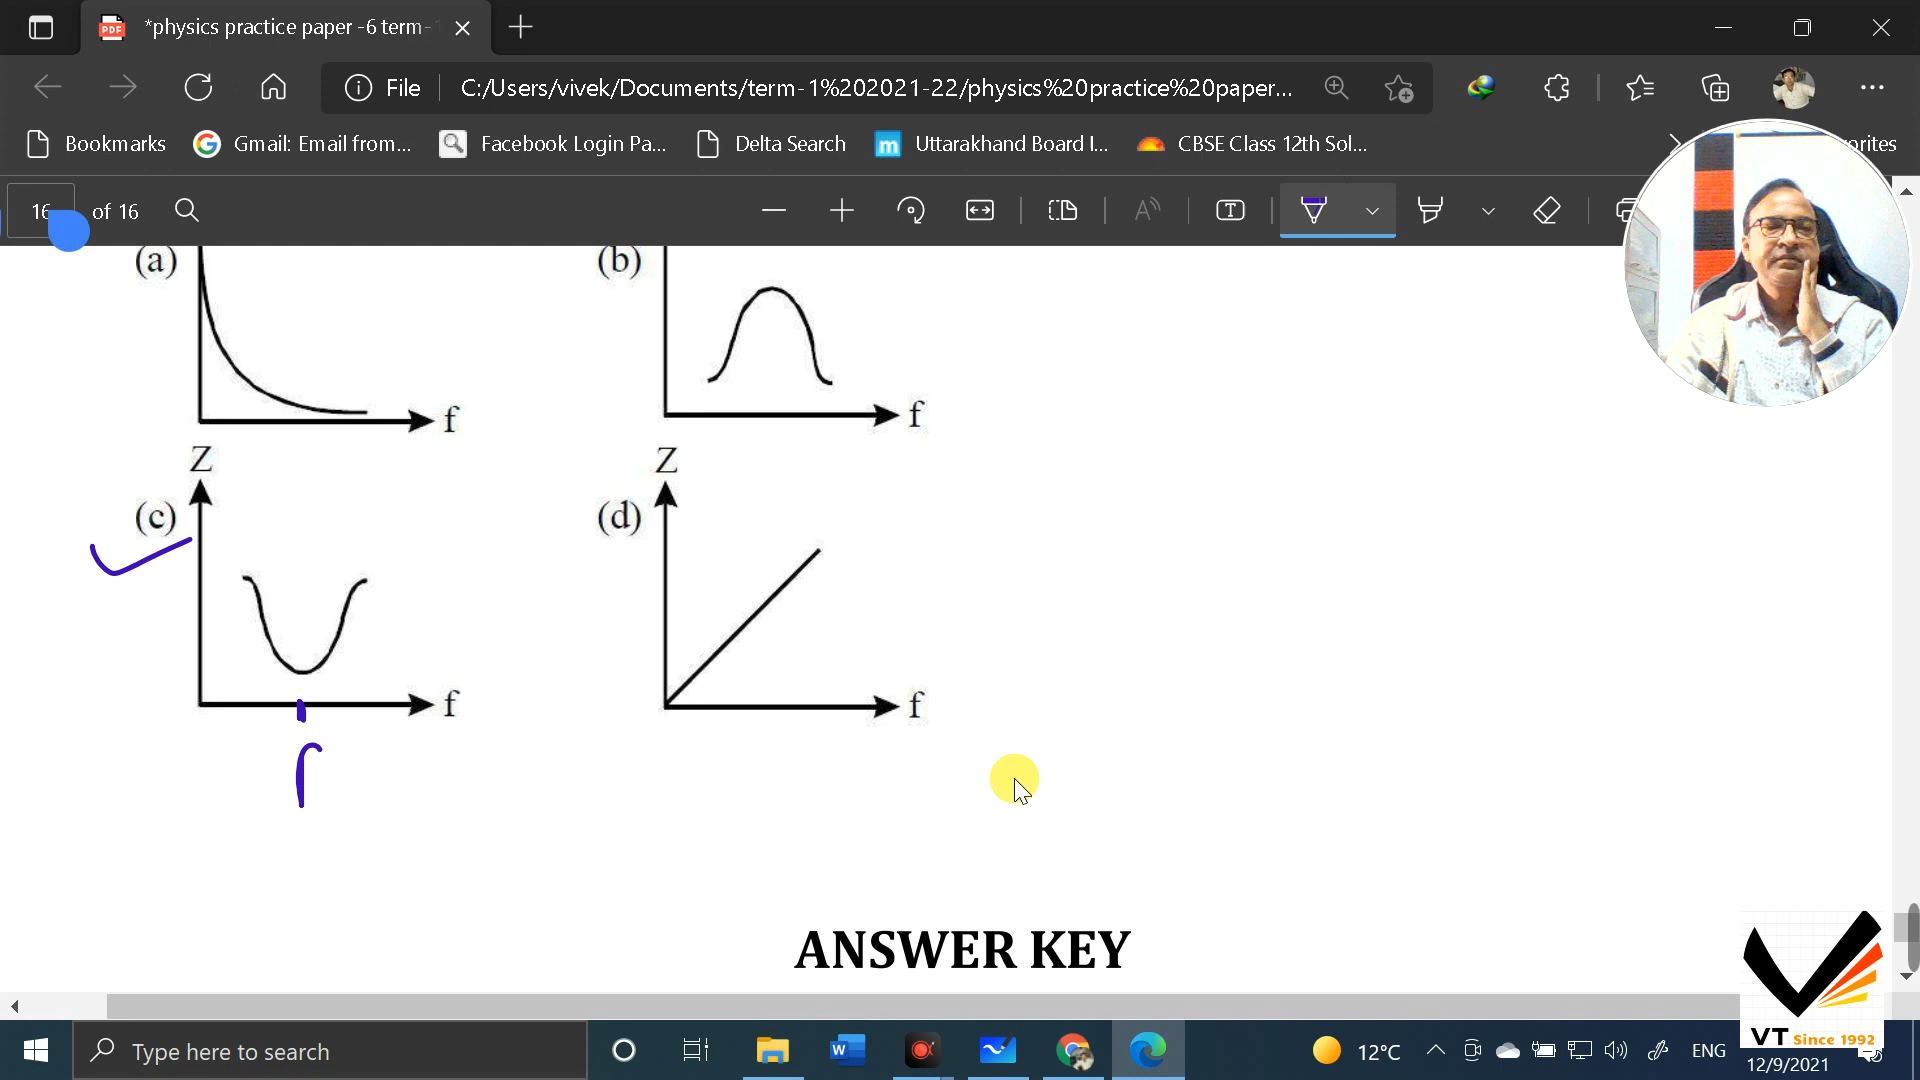 *physics practice paper -6 term-
File
C:/Users/vivek/Documents/term-1%202021-22/physics%20practice%20paper...
Bookmarks
Gmail: Email from...
Facebook Login Pa...
Delta Search
Uttarakhand Board I...
CBSE Class 12th Sol...
orites
16 of 16
(a)
f
(b)
f
Z
(c)
f
Z
(d)
f
ANSWER KEY
VT Since 1992
Type here to search
12°C
ENG
12/9/2021